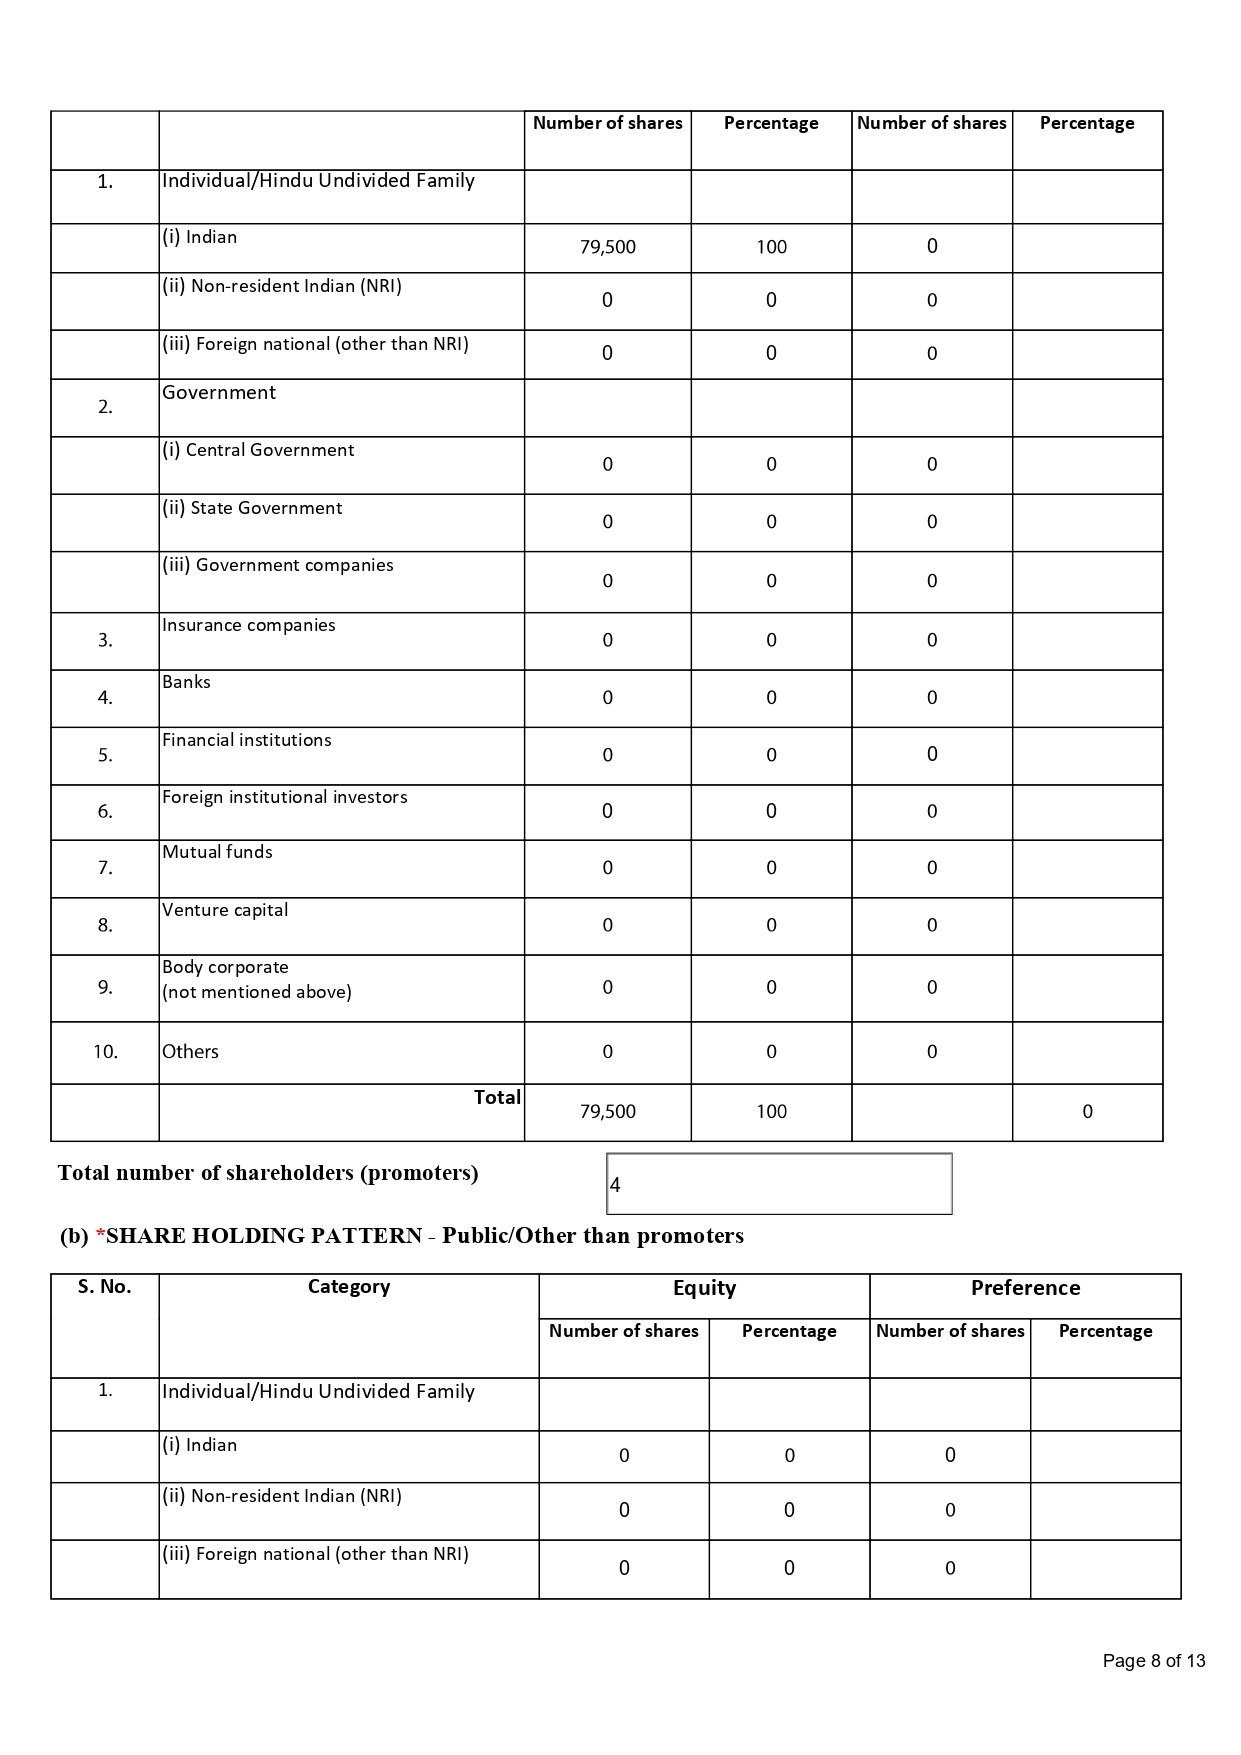 Number of shares Percentage Number of shares Percentage
1. Individual/Hindu Undivided Family
(i) Indian 79,500 100 0
(ii) Non-resident Indian (NRI) 0 0 0
(iii) Foreign national (other than NRI) 0 0 0
2. Government
(i) Central Government 0 0 0
(ii) State Government 0 0 0
(iii) Government companies 0 0 0
3. Insurance companies 0 0 0
4. Banks 0 0 0
5. Financial institutions 0 0 0
6. Foreign institutional investors 0 0 0
7. Mutual funds 0 0 0
8. Venture capital 0 0 0
9. Body corporate
(not mentioned above) 0 0 0
10. Others 0 0 0
Total 79,500 100 0
Total number of shareholders (promoters) 4
(b) *SHARE HOLDING PATTERN - Public/Other than promoters
S. No. Category Equity Preference
Number of shares Percentage Number of shares Percentage
1. Individual/Hindu Undivided Family
(i) Indian 0 0 0
(ii) Non-resident Indian (NRI) 0 0 0
(iii) Foreign national (other than NRI) 0 0 0
Page 8 of 13